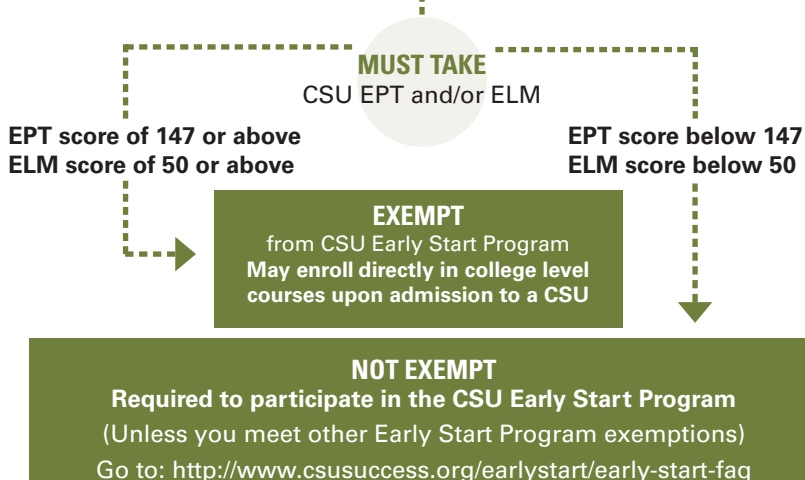 MUST TAKE
CSU EPT and/or ELM
EPT score of 147 or above
ELM score of 50 or above
EPT score below 147
ELM score below 50
EXEMPT
from CSU Early Start Program
May enroll directly in college level
courses upon admission to a CSU
NOT EXEMPT
Required to participate in the CSU Early Start Program
(Unless you meet other Early Start Program exemptions)
Go to: http://www.csusuccess.org/earlystart/early-start-faq